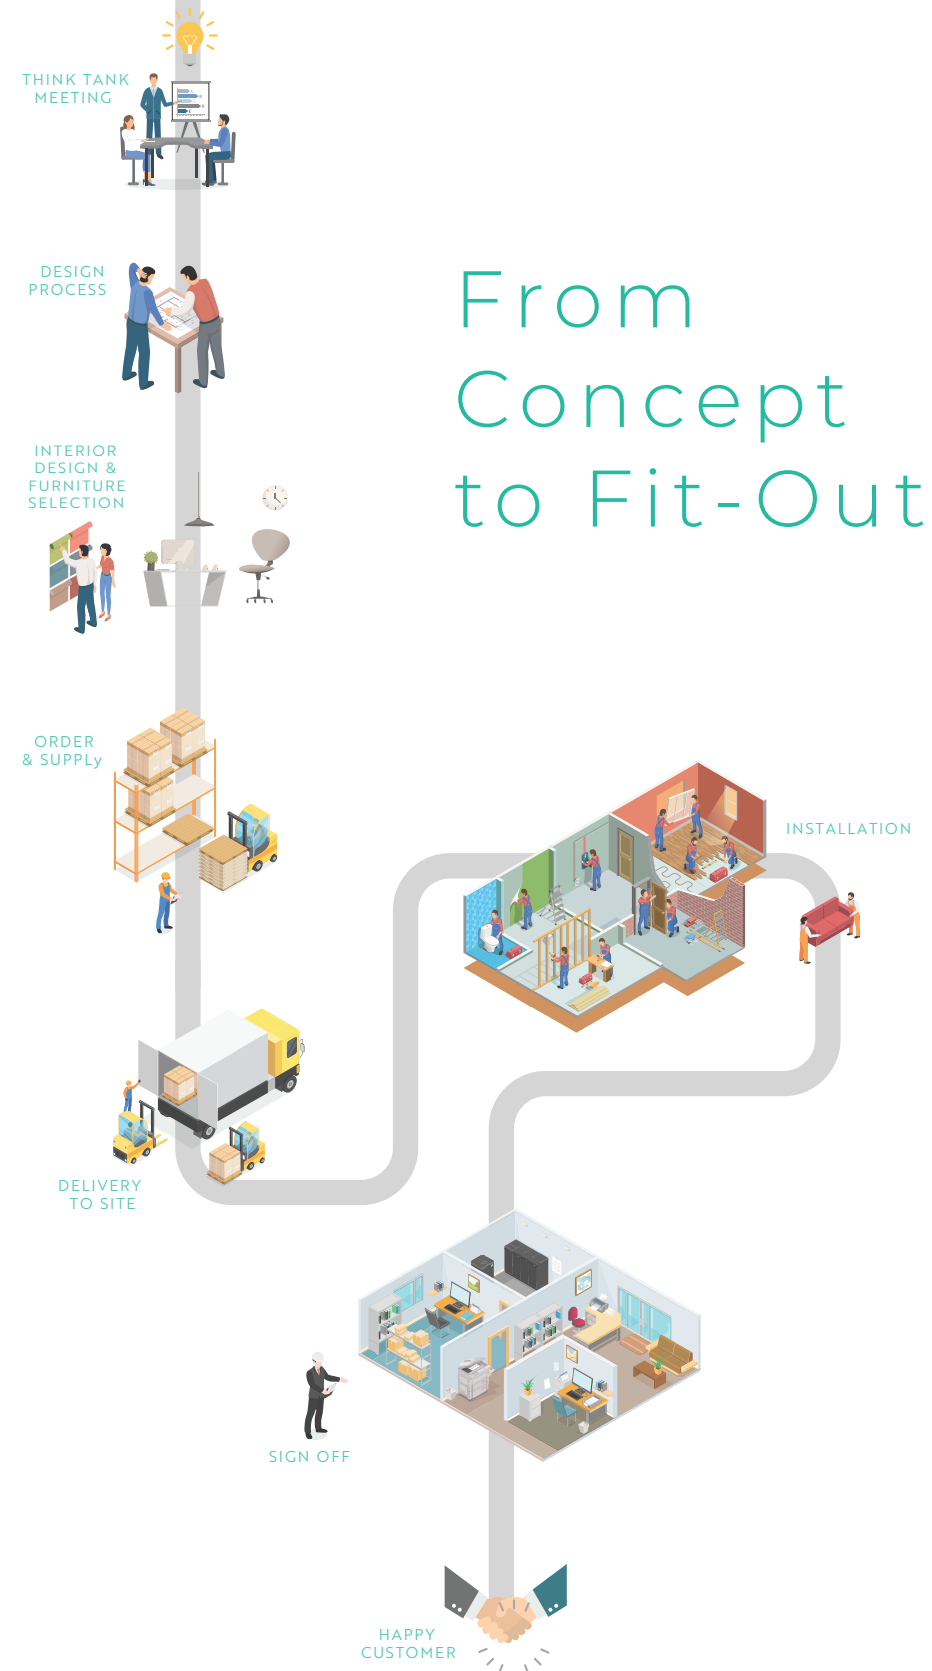 THINK TANK
MEETING
DESIGN
PROCESS
From
Concept
to Fit-Out
INTERIOR
DESIGN &
FURNITURE
SELECTION
ORDER
& SUPPLy
INSTALLATION
DELIVERY
TO SITE
SIGN OFF
HAPPY
CUSTOMER